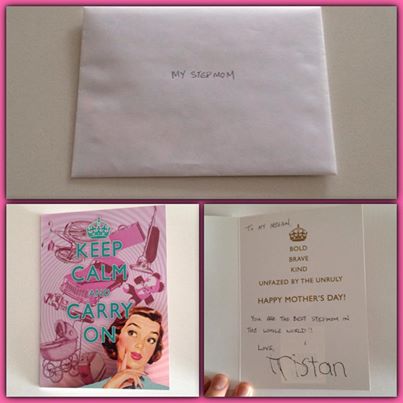 MY STEPMOM
KEEP
CALM
AND
CARRY
ON
TO MY
BOLD
BRAVE
KIND
UNFAZED BY THE UNRULY
HAPPY MOTHER'S DAY!
YOU ARE THE BEST STEPMOM IN
THE WHOLE WORLD!!
LOVE,
Tristan